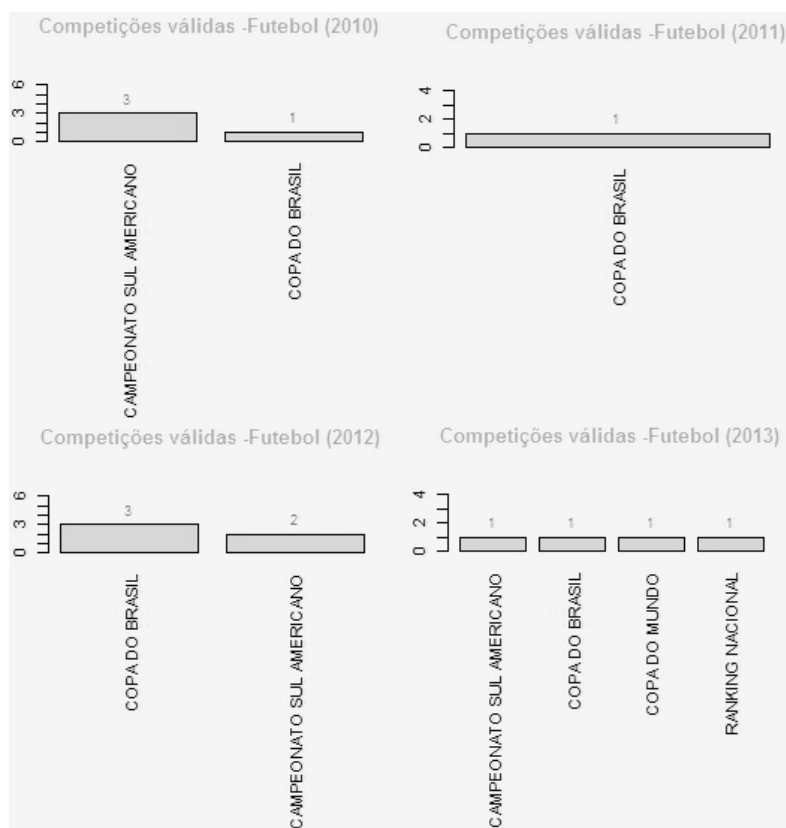 Competições válidas -Futebol (2010)
6
3
0
3
1
CAMPEONATO SUL AMERICANO
COPA DO BRASIL
Competições válidas -Futebol (2011)
4
2
0
1
COPA DO BRASIL
Competições válidas -Futebol (2012)
6
3
0
3
2
COPA DO BRASIL
CAMPEONATO SUL AMERICANO
Competições válidas -Futebol (2013)
4
2
0
1
1
1
1
CAMPEONATO SUL AMERICANO
COPA DO BRASIL
COPA DO MUNDO
RANKING NACIONAL